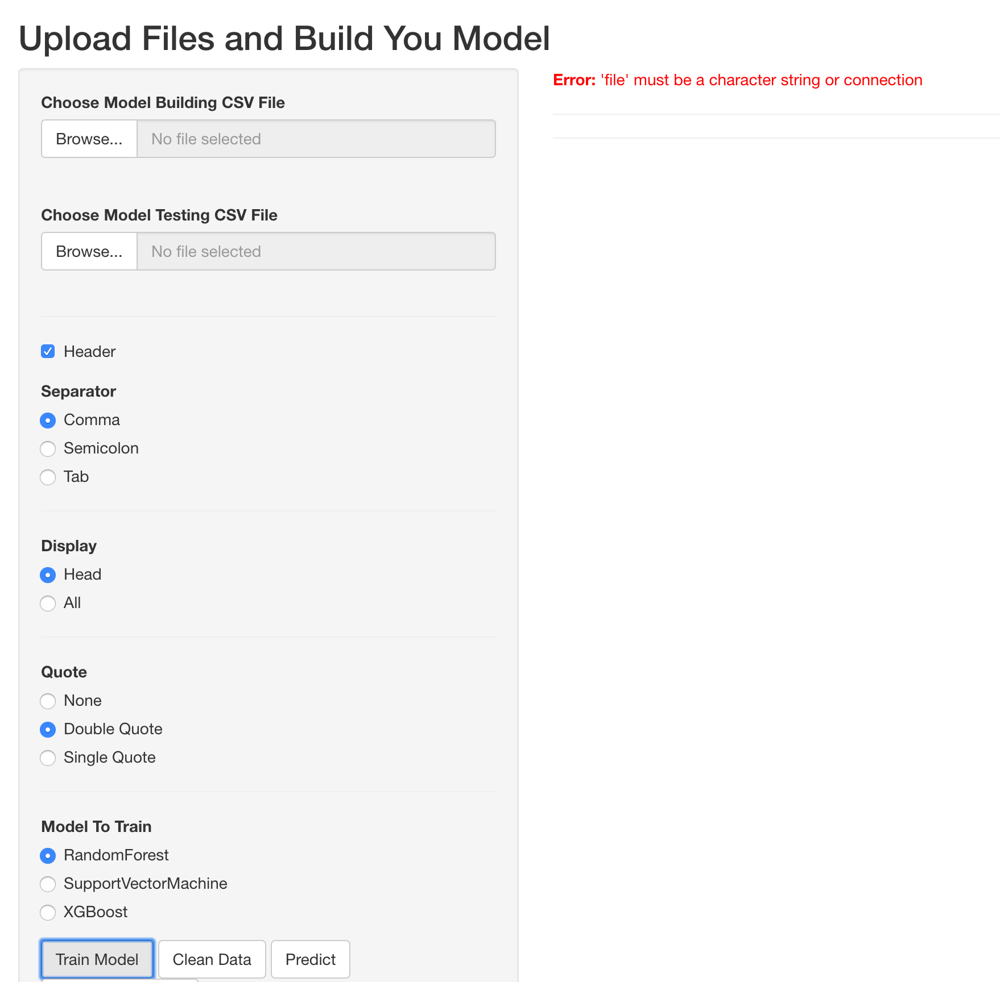 Upload Files and Build You Model
Choose Model Building CSV File
Browse... No file selected
Choose Model Testing CSV File
Browse... No file selected
Header
Separator
Comma
Semicolon
Tab
Display
Head
All
Quote
None
Double Quote
Single Quote
Model To Train
RandomForest
SupportVectorMachine
XGBoost
Train Model Clean Data Predict
Error: 'file' must be a character string or connection